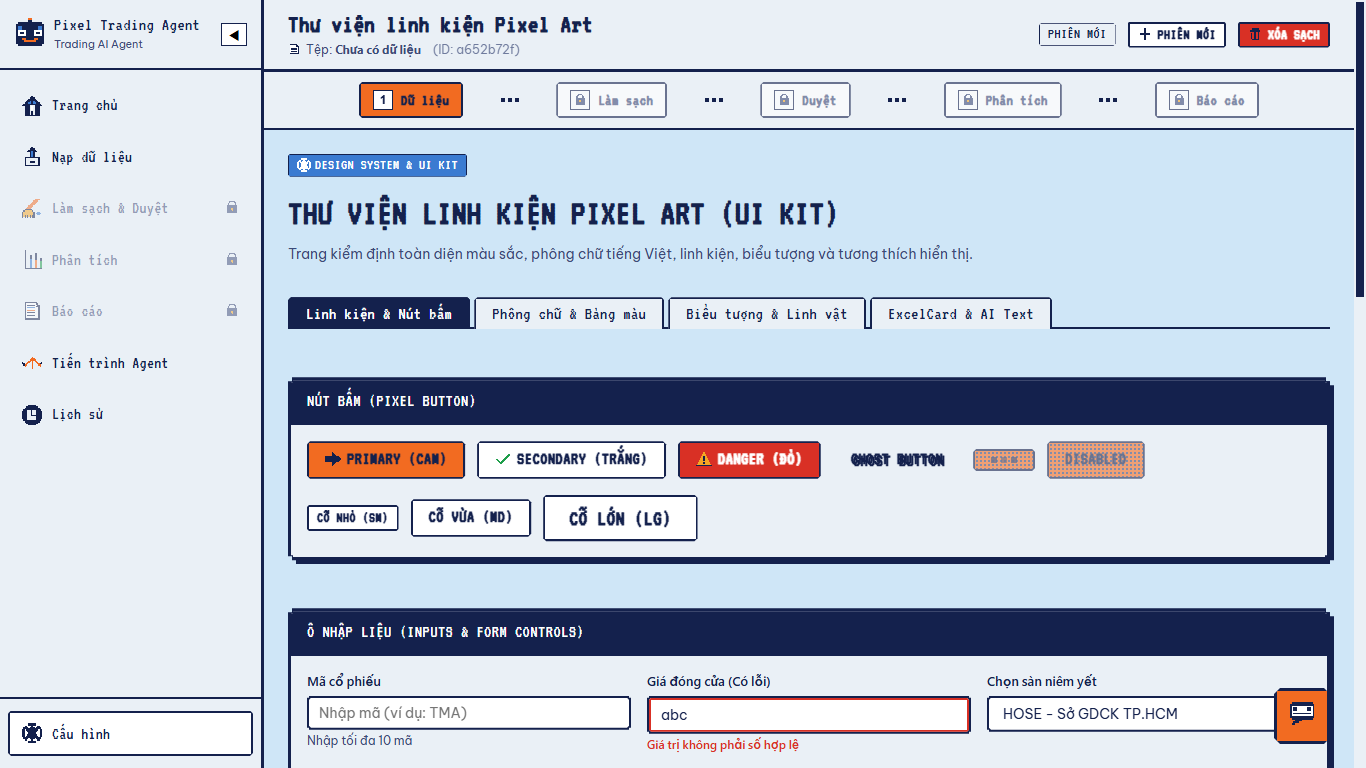 Pixel Trading Agent
Trading AI Agent
Trang chủ
Nạp dữ liệu
Làm sạch & Duyệt
Phân tích
Báo cáo
Tiến trình Agent
Lịch sử
Cấu hình
Thư viện linh kiện Pixel Art
Tệp: Chưa có dữ liệu (ID: a652b72f)
PHIÊN MỚI
PHIÊN MỚI
XÓA SẠCH
1 Dữ liệu
Làm sạch
Duyệt
Phân tích
Báo cáo
DESIGN SYSTEM & UI KIT
THƯ VIỆN LINH KIỆN PIXEL ART (UI KIT)
Trang kiểm định toàn diện màu sắc, phông chữ tiếng Việt, linh kiện, biểu tượng và tương thích hiển thị.
Linh kiện & Nút bấm
Phông chữ & Bảng màu
Biểu tượng & Linh vật
ExcelCard & AI Text
NÚT BẤM (PIXEL BUTTON)
PRIMARY (CAM)
SECONDARY (TRẮNG)
DANGER (ĐỎ)
GHOST BUTTON
DISABLED
CỠ NHỎ (SM)
CỠ VỪA (MD)
CỠ LỚN (LG)
Ô NHẬP LIỆU (INPUTS & FORM CONTROLS)
Mã cổ phiếu
Nhập mã (ví dụ: TMA)
Nhập tối đa 10 mã
Giá đóng cửa (Có lỗi)
abc
Giá trị không phải số hợp lệ
Chọn sàn niêm yết
HOSE - Sở GDCK TP.HCM